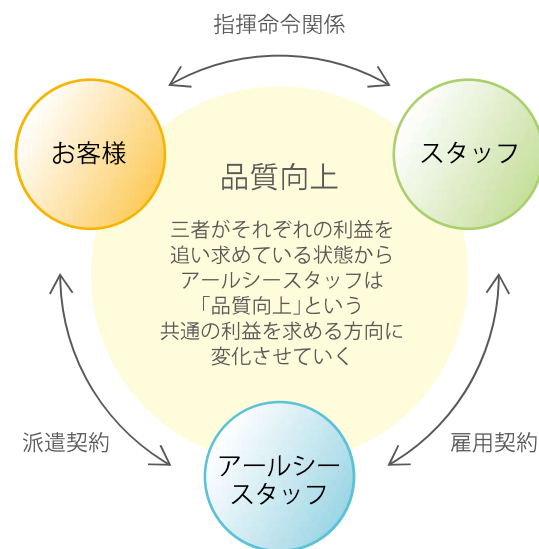 指揮命令関係
お客様
スタッフ
品質向上
三者がそれぞれの利益を
追い求めている状態から
アールシースタッフは
「品質向上」という
共通の利益を求める方向に
変化させていく
派遣契約
雇用契約
アールシー
スタッフ